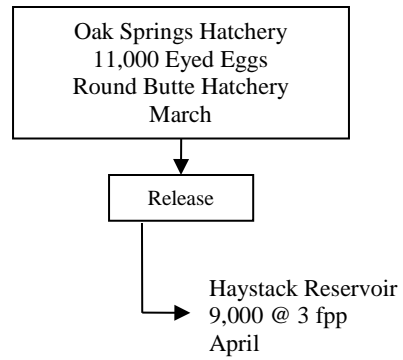 Oak Springs Hatchery
11,000 Eyed Eggs
Round Butte Hatchery
March
Release
Haystack Reservoir
9,000 @ 3 fpp
April